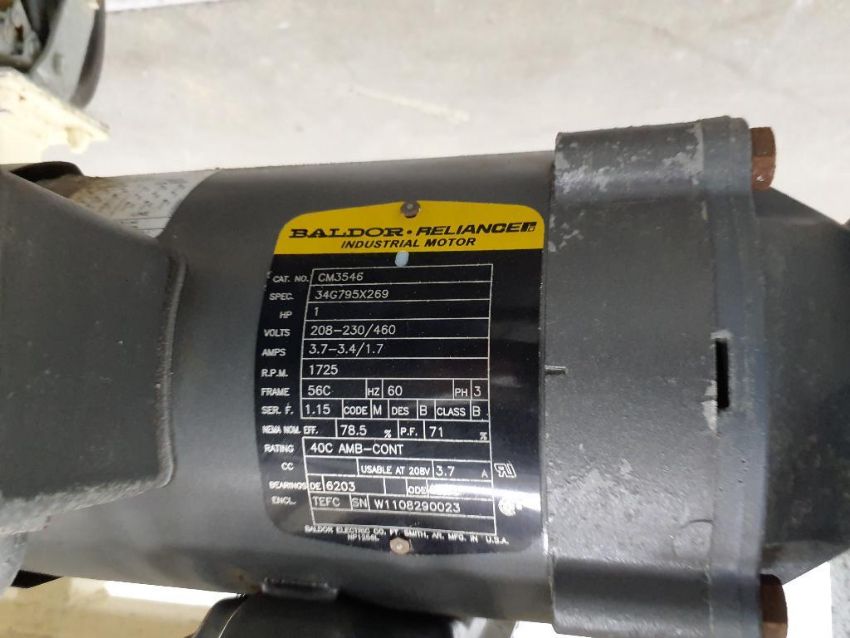 BALDOR • RELIANCE
INDUSTRIAL MOTOR
CAT. NO. CM3546
SPEC. 34G795X269
HP 1
VOLTS 208-230/460
AMPS 3.7-3.4/1.7
R.P.M. 1725
FRAME 56C HZ 60 PH 3
SER. F. 1.15 CODE M DES B CLASS B
NEMA NOM. EFF. 78.5 % P.F. 71 %
RATING 40C AMB-CONT
CC USABLE AT 208V 3.7 A
BEARINGS DE 6203 ODE
ENCL. TEFC SN W1108290023
BALDOR ELECTRIC CO. FT. SMITH, AR. MFG. IN U.S.A.
NP1256L